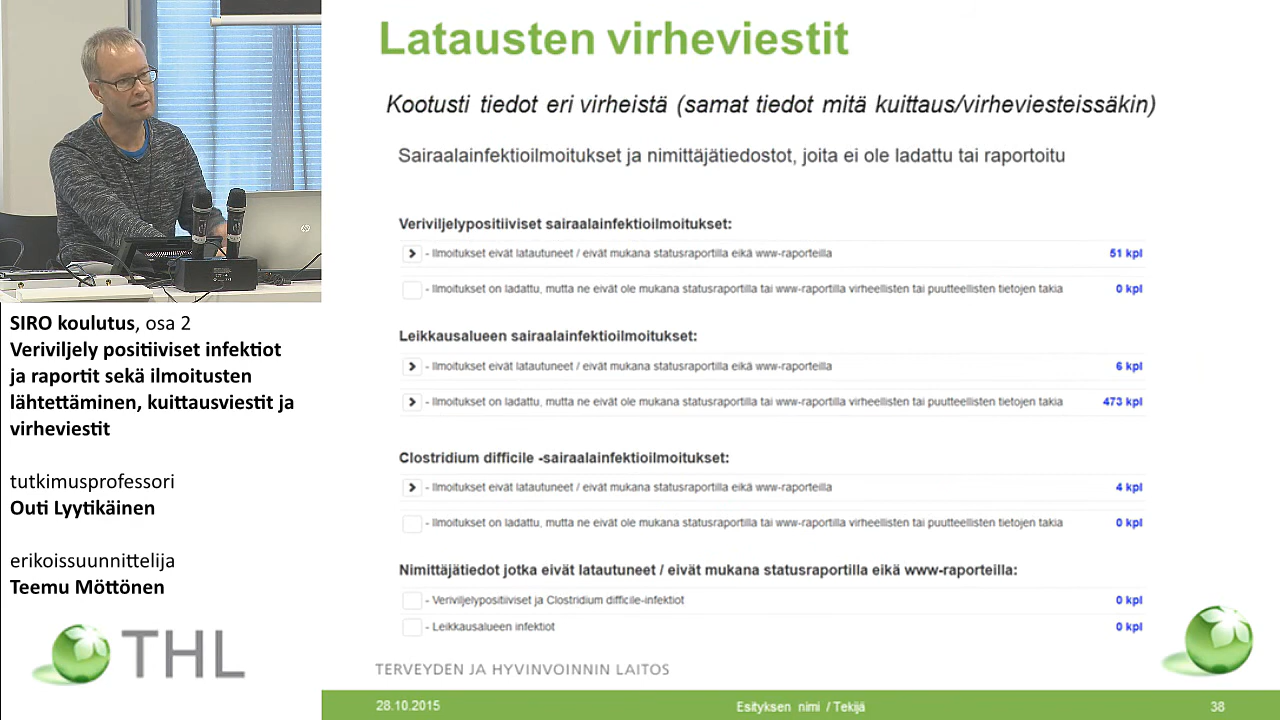 Latausten virheviestit
Kootusti tiedot eri virheistä (samat tiedot mitä kuittaus/virheviesteissäkin)
Sairaalainfektioilmoitukset ja nimittäjätiedostot, joita ei ole ladattu tai raportoitu
Veriviljelypositiiviset sairaalainfektioilmoitukset:
- Ilmoitukset eivät latautuneet / eivät mukana statusraportilla eikä www-raporteilla 51 kpl
- Ilmoitukset on ladattu, mutta ne eivät ole mukana statusraportilla tai www-raportilla virheellisten tai puutteellisten tietojen takia 0 kpl
Leikkausalueen sairaalainfektioilmoitukset:
- Ilmoitukset eivät latautuneet / eivät mukana statusraportilla eikä www-raporteilla 6 kpl
- Ilmoitukset on ladattu, mutta ne eivät ole mukana statusraportilla tai www-raportilla virheellisten tai puutteellisten tietojen takia 473 kpl
Clostridium difficile -sairaalainfektioilmoitukset:
- Ilmoitukset eivät latautuneet / eivät mukana statusraportilla eikä www-raporteilla 4 kpl
- Ilmoitukset on ladattu, mutta ne eivät ole mukana statusraportilla tai www-raportilla virheellisten tai puutteellisten tietojen takia 0 kpl
Nimittäjätiedot jotka eivät latautuneet / eivät mukana statusraportilla eikä www-raporteilla:
- Veriviljelypositiiviset ja Clostridium difficile-infektiot 0 kpl
- Leikkausalueen infektiot 0 kpl
TERVEYDEN JA HYVINVOINNIN LAITOS
28.10.2015 Esityksen nimi / Tekijä 38
SIRO koulutus, osa 2
Veriviljely positiiviset infektiot
ja raportit sekä ilmoitusten
lähtettäminen, kuittausviestit ja
virheviestit
tutkimusprofessori
Outi Lyytikäinen
erikoissuunnittelija
Teemu Möttönen
THL
hp